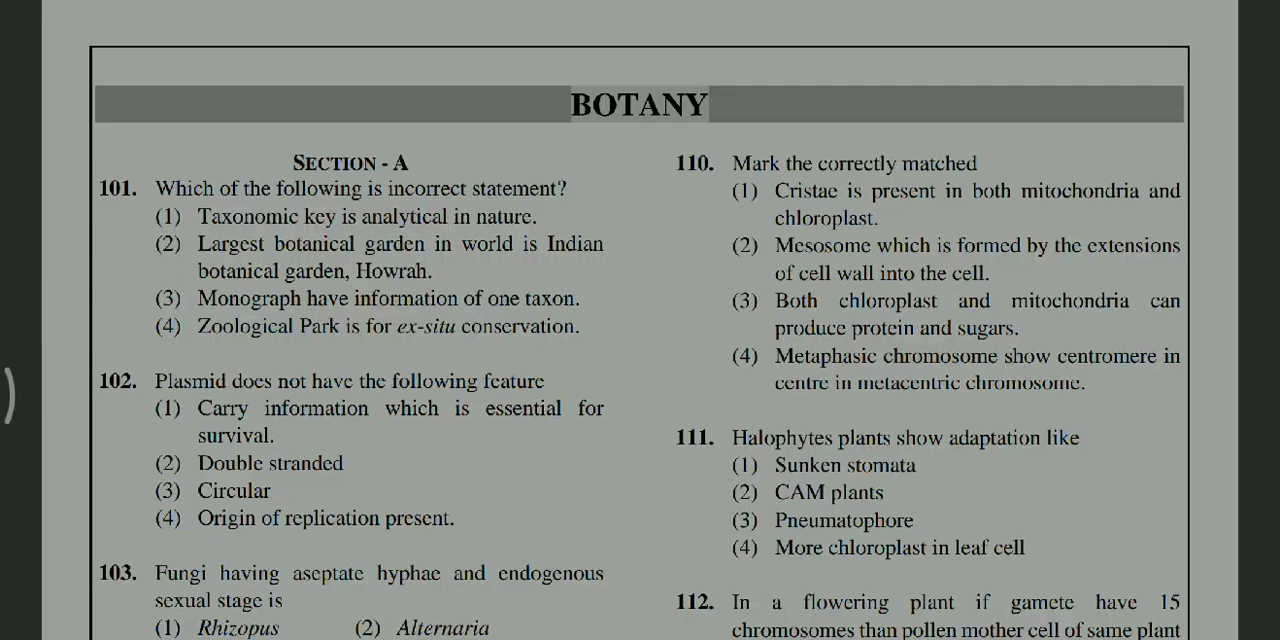 BOTANY
SECTION - A
101. Which of the following is incorrect statement?
(1) Taxonomic key is analytical in nature.
(2) Largest botanical garden in world is Indian
botanical garden, Howrah.
(3) Monograph have information of one taxon.
(4) Zoological Park is for ex-situ conservation.
102. Plasmid does not have the following feature
(1) Carry information which is essential for
survival.
(2) Double stranded
(3) Circular
(4) Origin of replication present.
103. Fungi having aseptate hyphae and endogenous
sexual stage is
(1) Rhizopus (2) Alternaria
110. Mark the correctly matched
(1) Cristae is present in both mitochondria and
chloroplast.
(2) Mesosome which is formed by the extensions
of cell wall into the cell.
(3) Both chloroplast and mitochondria can
produce protein and sugars.
(4) Metaphasic chromosome show centromere in
centre in metacentric chromosome.
111. Halophytes plants show adaptation like
(1) Sunken stomata
(2) CAM plants
(3) Pneumatophore
(4) More chloroplast in leaf cell
112. In a flowering plant if gamete have 15
chromosomes than pollen mother cell of same plant